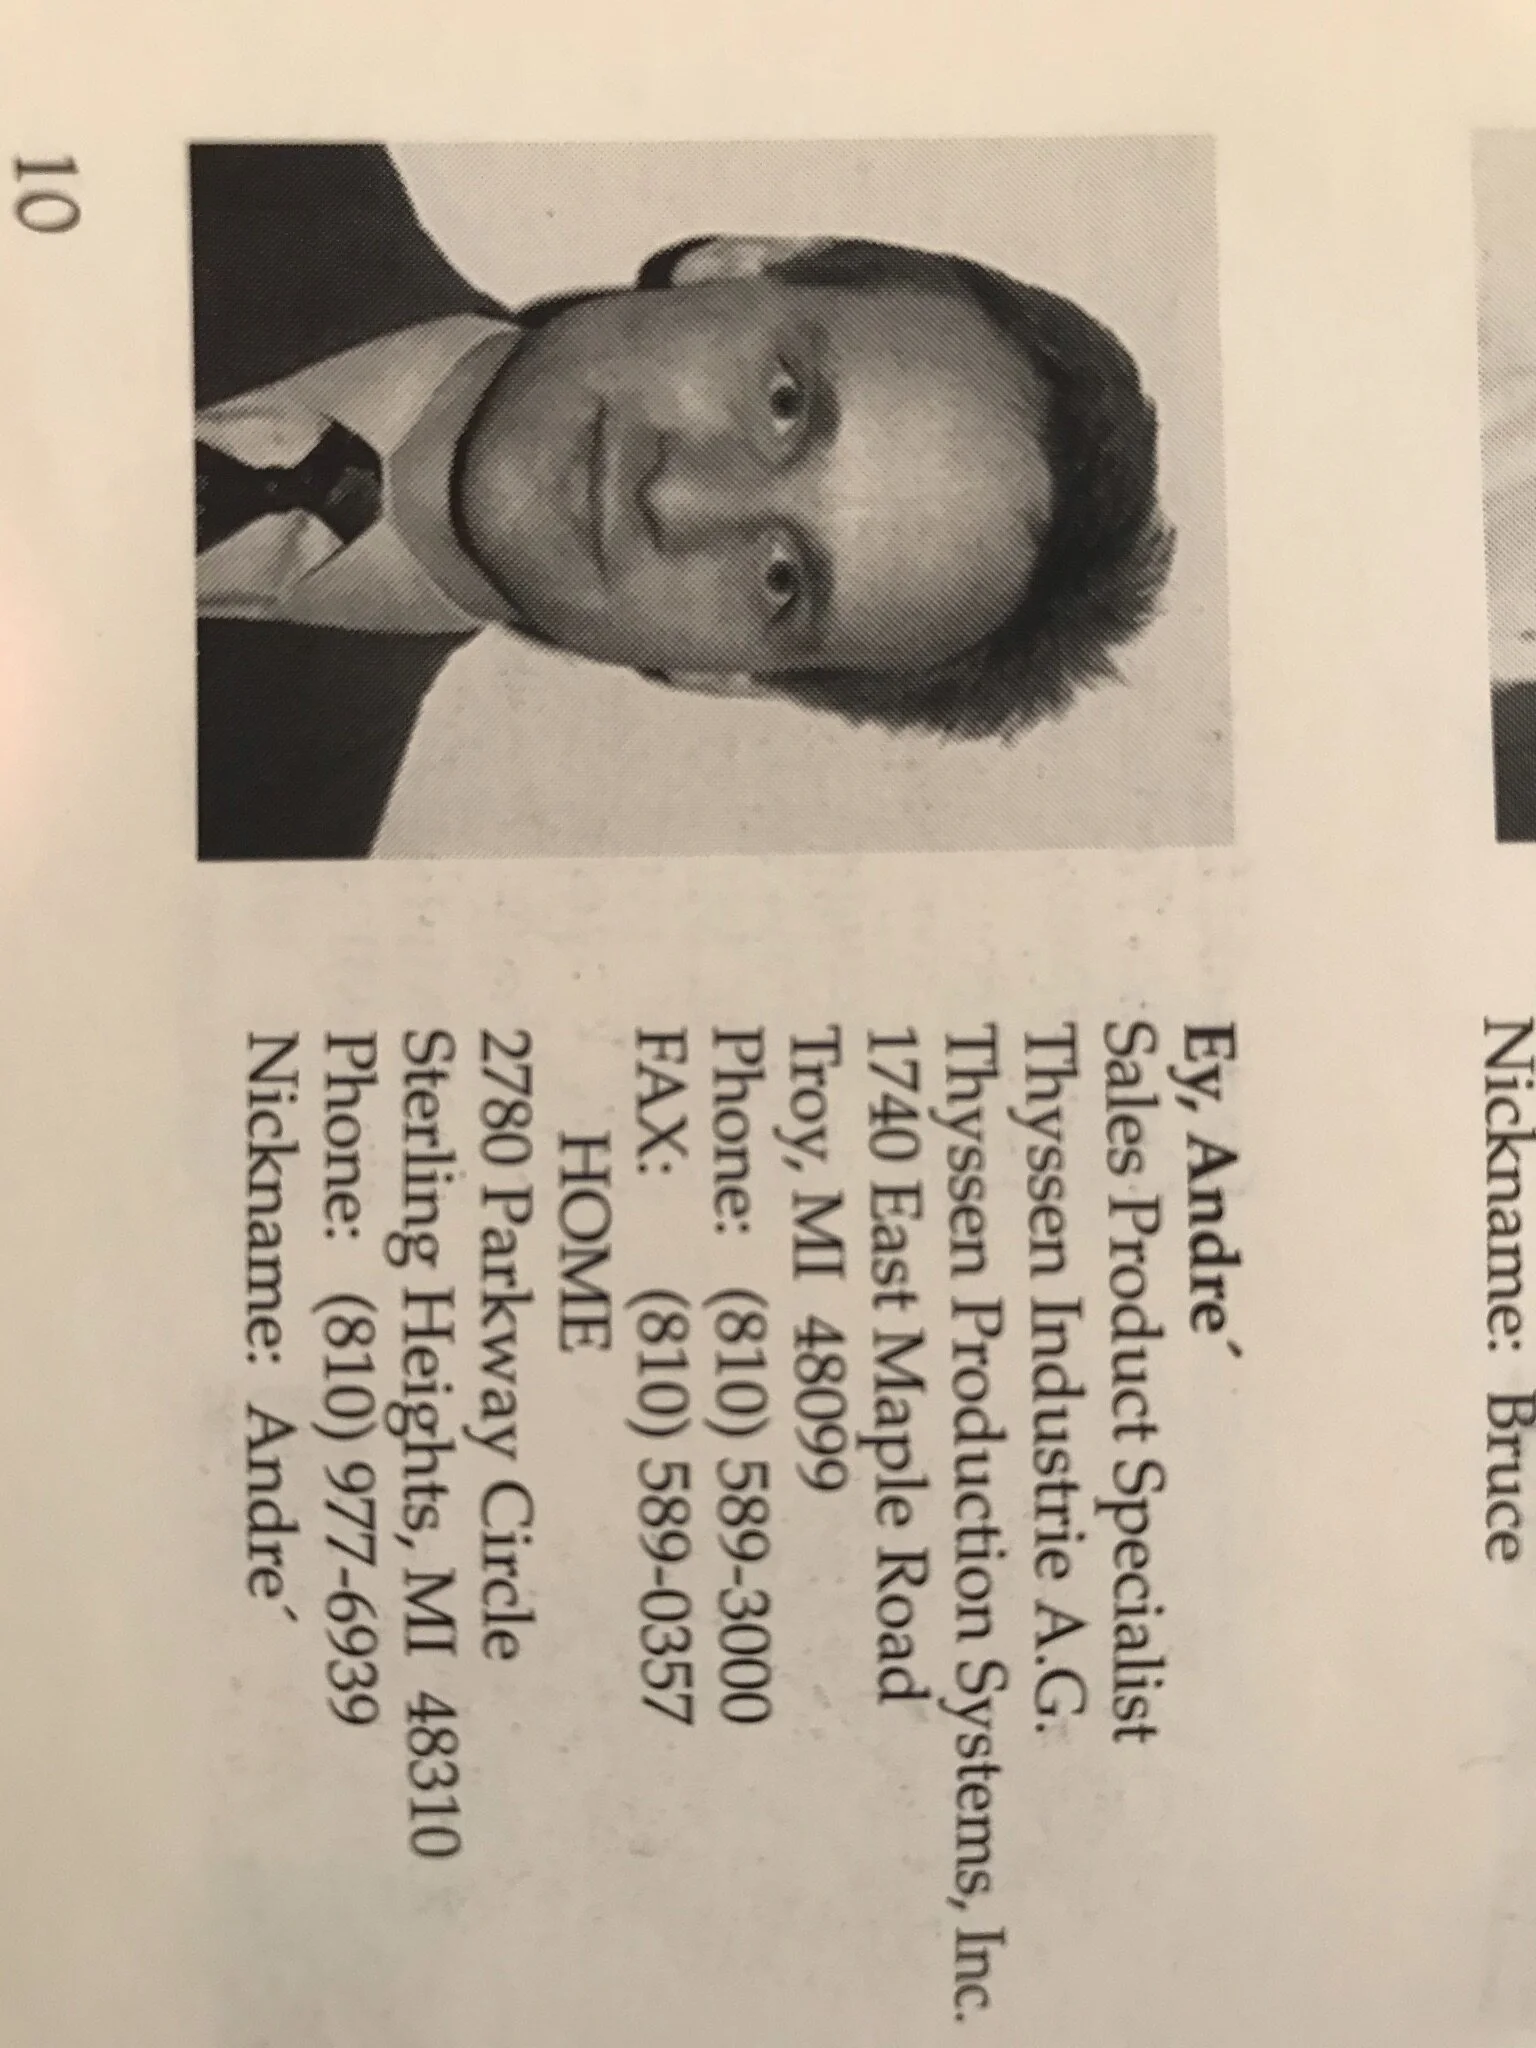 Nickname: Bruce
Ey, Andre´
Sales Product Specialist
Thyssen Industrie A.G.
Thyssen Production Systems, Inc.
1740 East Maple Road
Troy, MI 48099
Phone: (810) 589-3000
FAX: (810) 589-0357
HOME
2780 Parkway Circle
Sterling Heights, MI 48310
Phone: (810) 977-6939
Nickname: Andre´
10